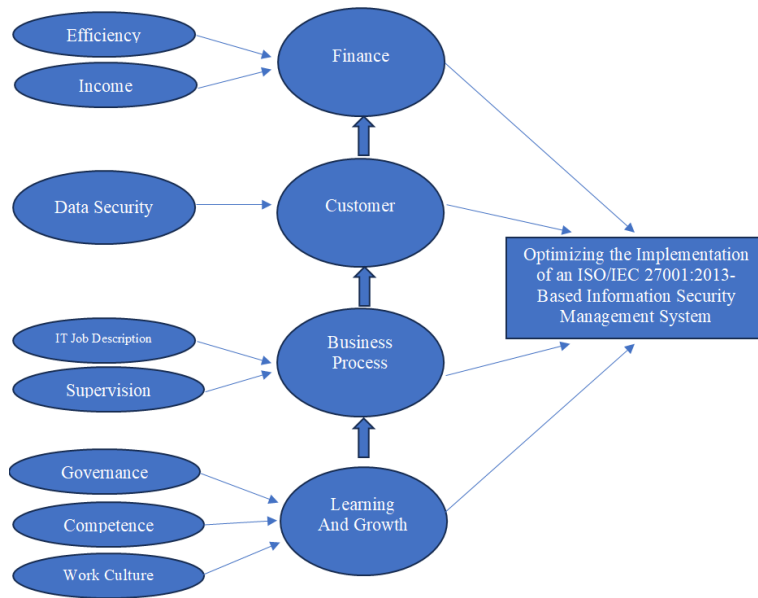 Efficiency
Income
Finance
Data Security
Customer
Optimizing the Implementation
of an ISO/IEC 27001:2013-
Based Information Security
Management System
IT Job Description
Supervision
Business
Process
Governance
Competence
Work Culture
Learning
And Growth